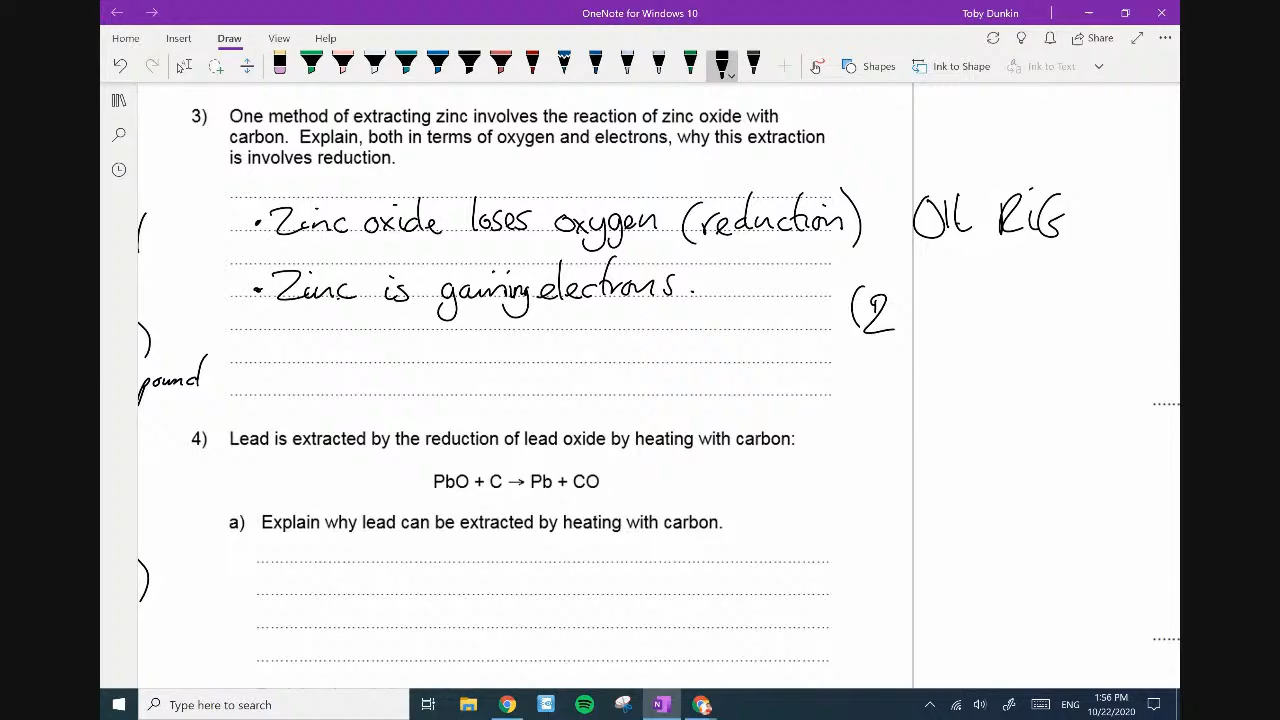 OneNote for Windows 10
Toby Dunkin
Home Insert Draw View Help
Share
Shapes Ink to Shape Ink to Text
3) One method of extracting zinc involves the reaction of zinc oxide with
carbon. Explain, both in terms of oxygen and electrons, why this extraction
is involves reduction.
• Zinc oxide loses oxygen (reduction) OIL RIG
• Zinc is gaining electrons.
(2
)
pound
4) Lead is extracted by the reduction of lead oxide by heating with carbon:
PbO + C → Pb + CO
a) Explain why lead can be extracted by heating with carbon.
)
Type here to search
ENG
1:56 PM
10/22/2020